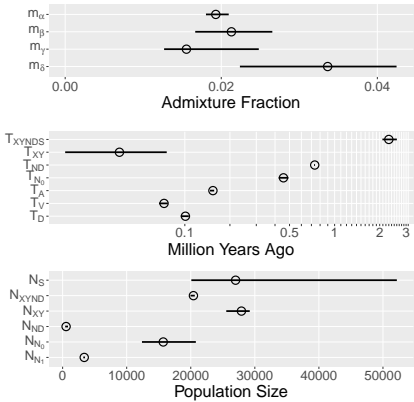 mα
mβ
mγ
mδ
0.00 0.02 0.04
Admixture Fraction
TXYNDS
TXY
TND
TN0
TA
TV
TD
0.1 0.5 1 2 3
Million Years Ago
NS
NXYND
NXY
NND
NN0
NN1
0 10000 20000 30000 40000 50000
Population Size